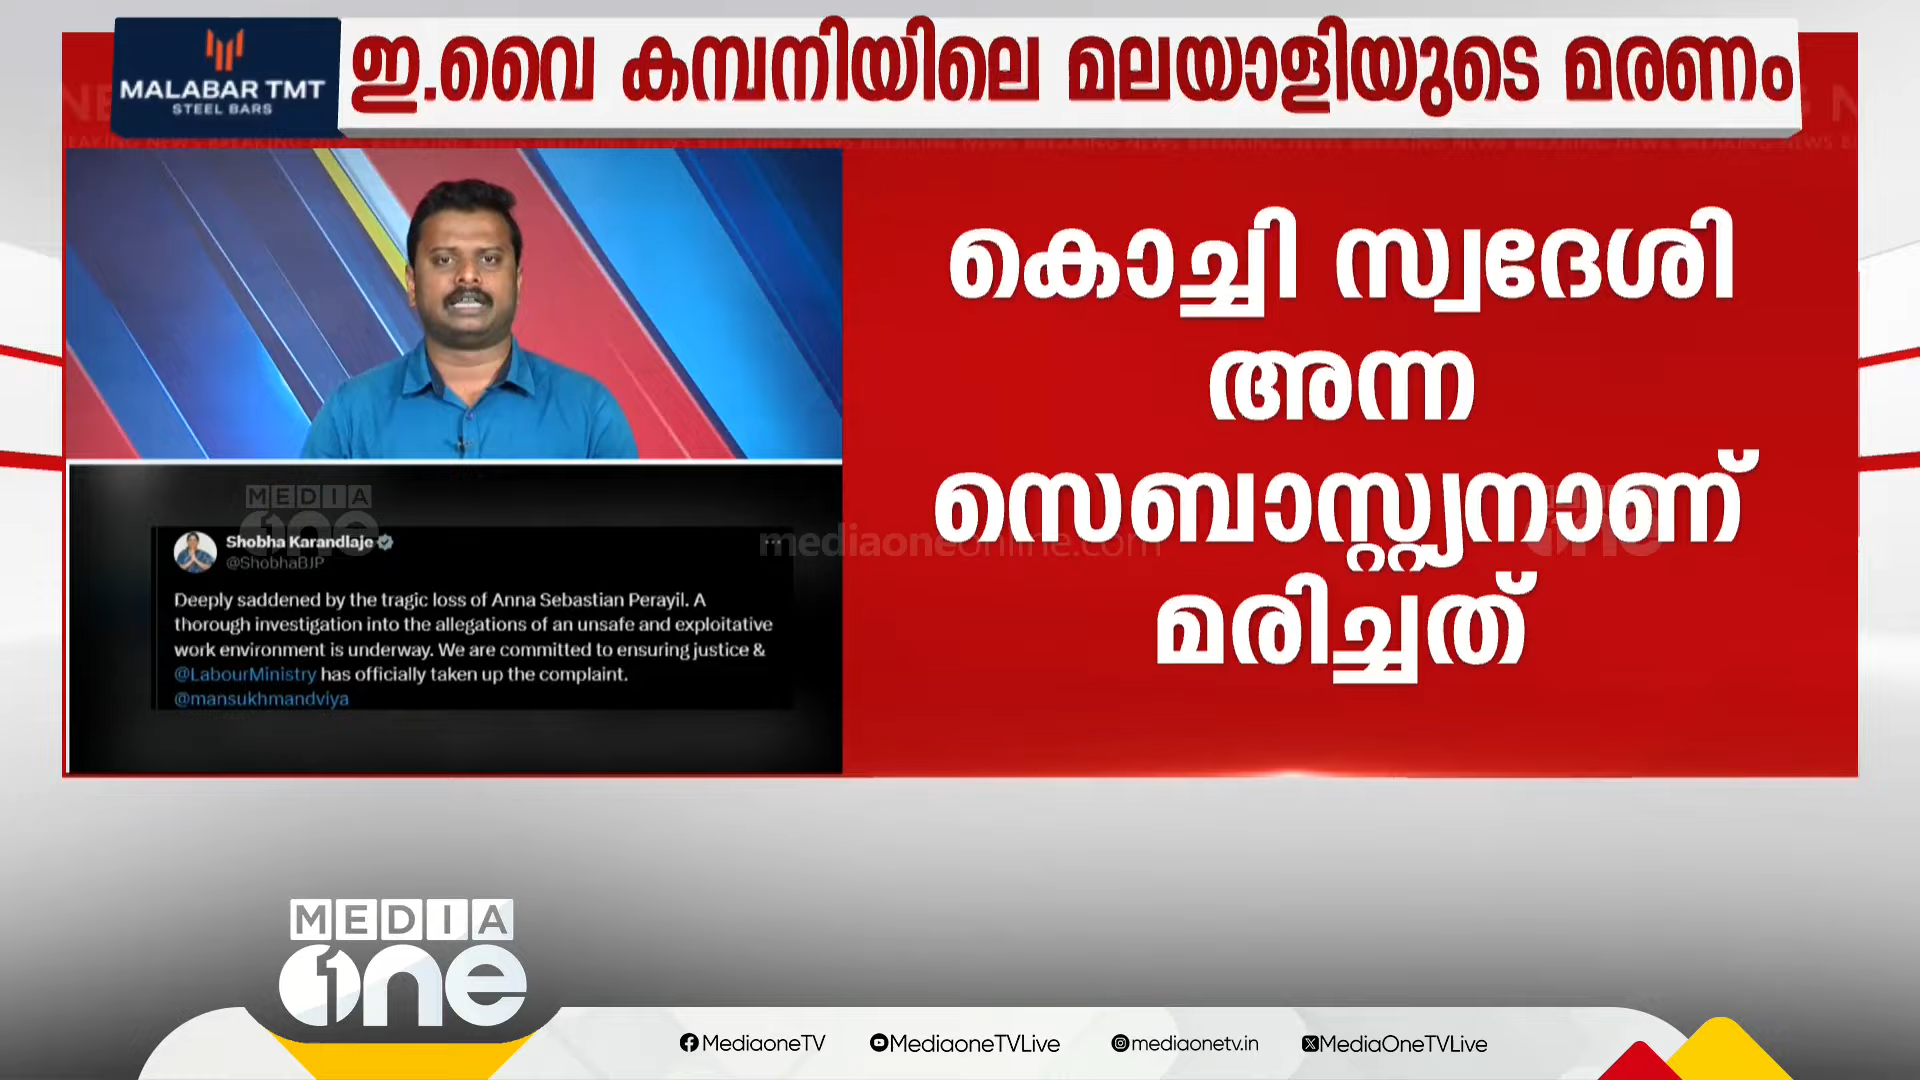 MALABAR TMT
STEEL BARS
ഇ.വൈ കമ്പനിയിലെ മലയാളിയുടെ മരണം
കൊച്ചി സ്വദേശി
അന്ന
സെബാസ്റ്റ്യനാണ്
മരിച്ചത്
MEDIA
one
Shobha Karandlaje
@ShobhaBJP
Deeply saddened by the tragic loss of Anna Sebastian Perayil. A
thorough investigation into the allegations of an unsafe and exploitative
work environment is underway. We are committed to ensuring justice &
@LabourMinistry has officially taken up the complaint.
@mansukhmandviya
mediaoneonline.com
MEDIA
one
MediaoneTV
MediaoneTVLive
mediaonetv.in
MediaOneTVLive